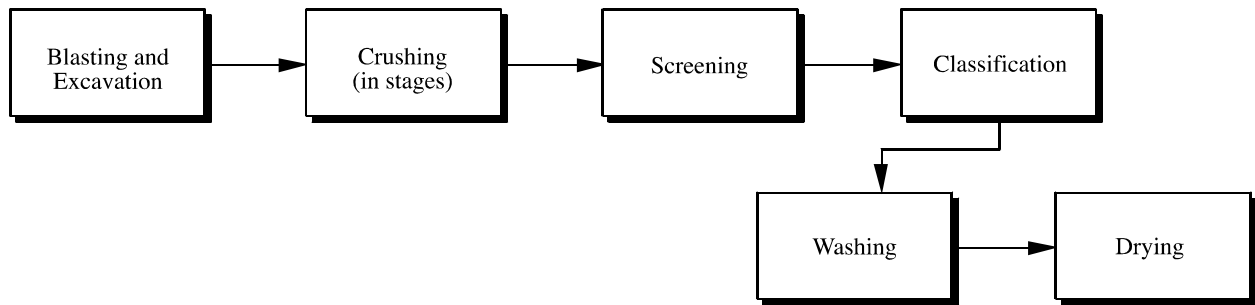 Blasting and
Excavation
Crushing
(in stages)
Screening
Classification
Washing
Drying